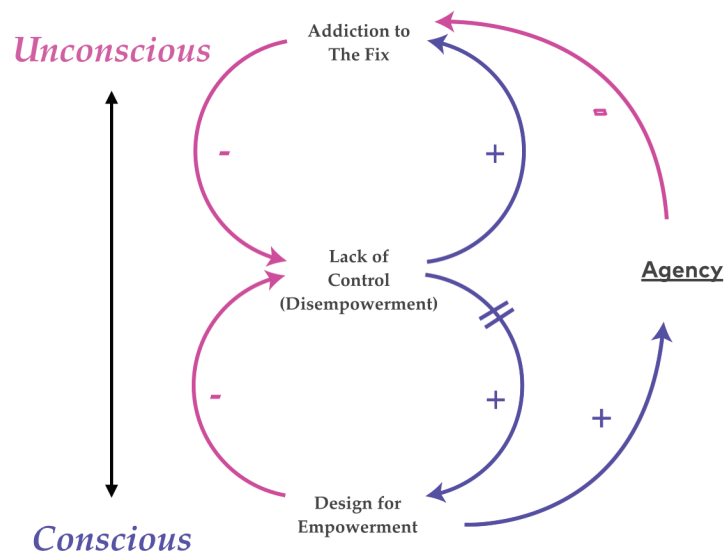 Addiction to
The Fix
Unconscious
-
-
+
Lack of
Control
(Disempowerment)
Agency
-
+
+
Design for
Empowerment
Conscious